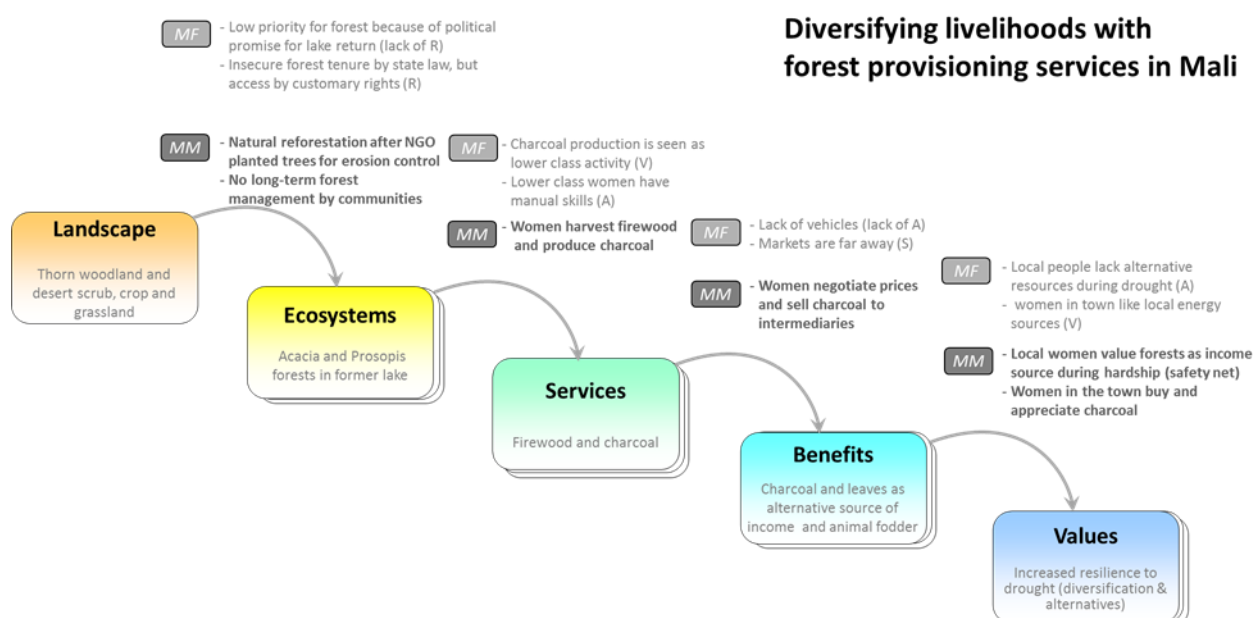 Diversifying livelihoods with
forest provisioning services in Mali
MF
- Low priority for forest because of political
promise for lake return (lack of R)
- Insecure forest tenure by state law, but
access by customary rights (R)
MM
- Natural reforestation after NGO
planted trees for erosion control
- No long-term forest
management by communities
MF
- Charcoal production is seen as
lower class activity (V)
- Lower class women have
manual skills (A)
MM
- Women harvest firewood
and produce charcoal
MF
- Lack of vehicles (lack of A)
- Markets are far away (S)
MM
- Women negotiate prices
and sell charcoal to
intermediaries
MF
- Local people lack alternative
resources during drought (A)
- women in town like local energy
sources (V)
MM
- Local women value forests as income
source during hardship (safety net)
- Women in the town buy and
appreciate charcoal
Landscape
Thorn woodland and
desert scrub, crop and
grassland
Ecosystems
Acacia and Prosopis
forests in former lake
Services
Firewood and charcoal
Benefits
Charcoal and leaves as
alternative source of
income and animal fodder
Values
Increased resilience to
drought (diversification &
alternatives)